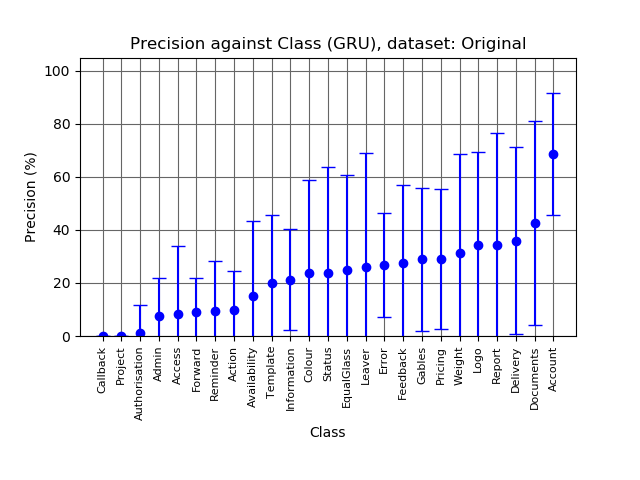 Precision against Class (GRU), dataset: Original
100
80
60
40
20
0
Precision (%)
Callback
Project
Authorisation
Admin
Access
Forward
Reminder
Action
Availability
Template
Information
Colour
Status
EqualGlass
Leaver
Error
Feedback
Gables
Pricing
Weight
Logo
Report
Delivery
Documents
Account
Class